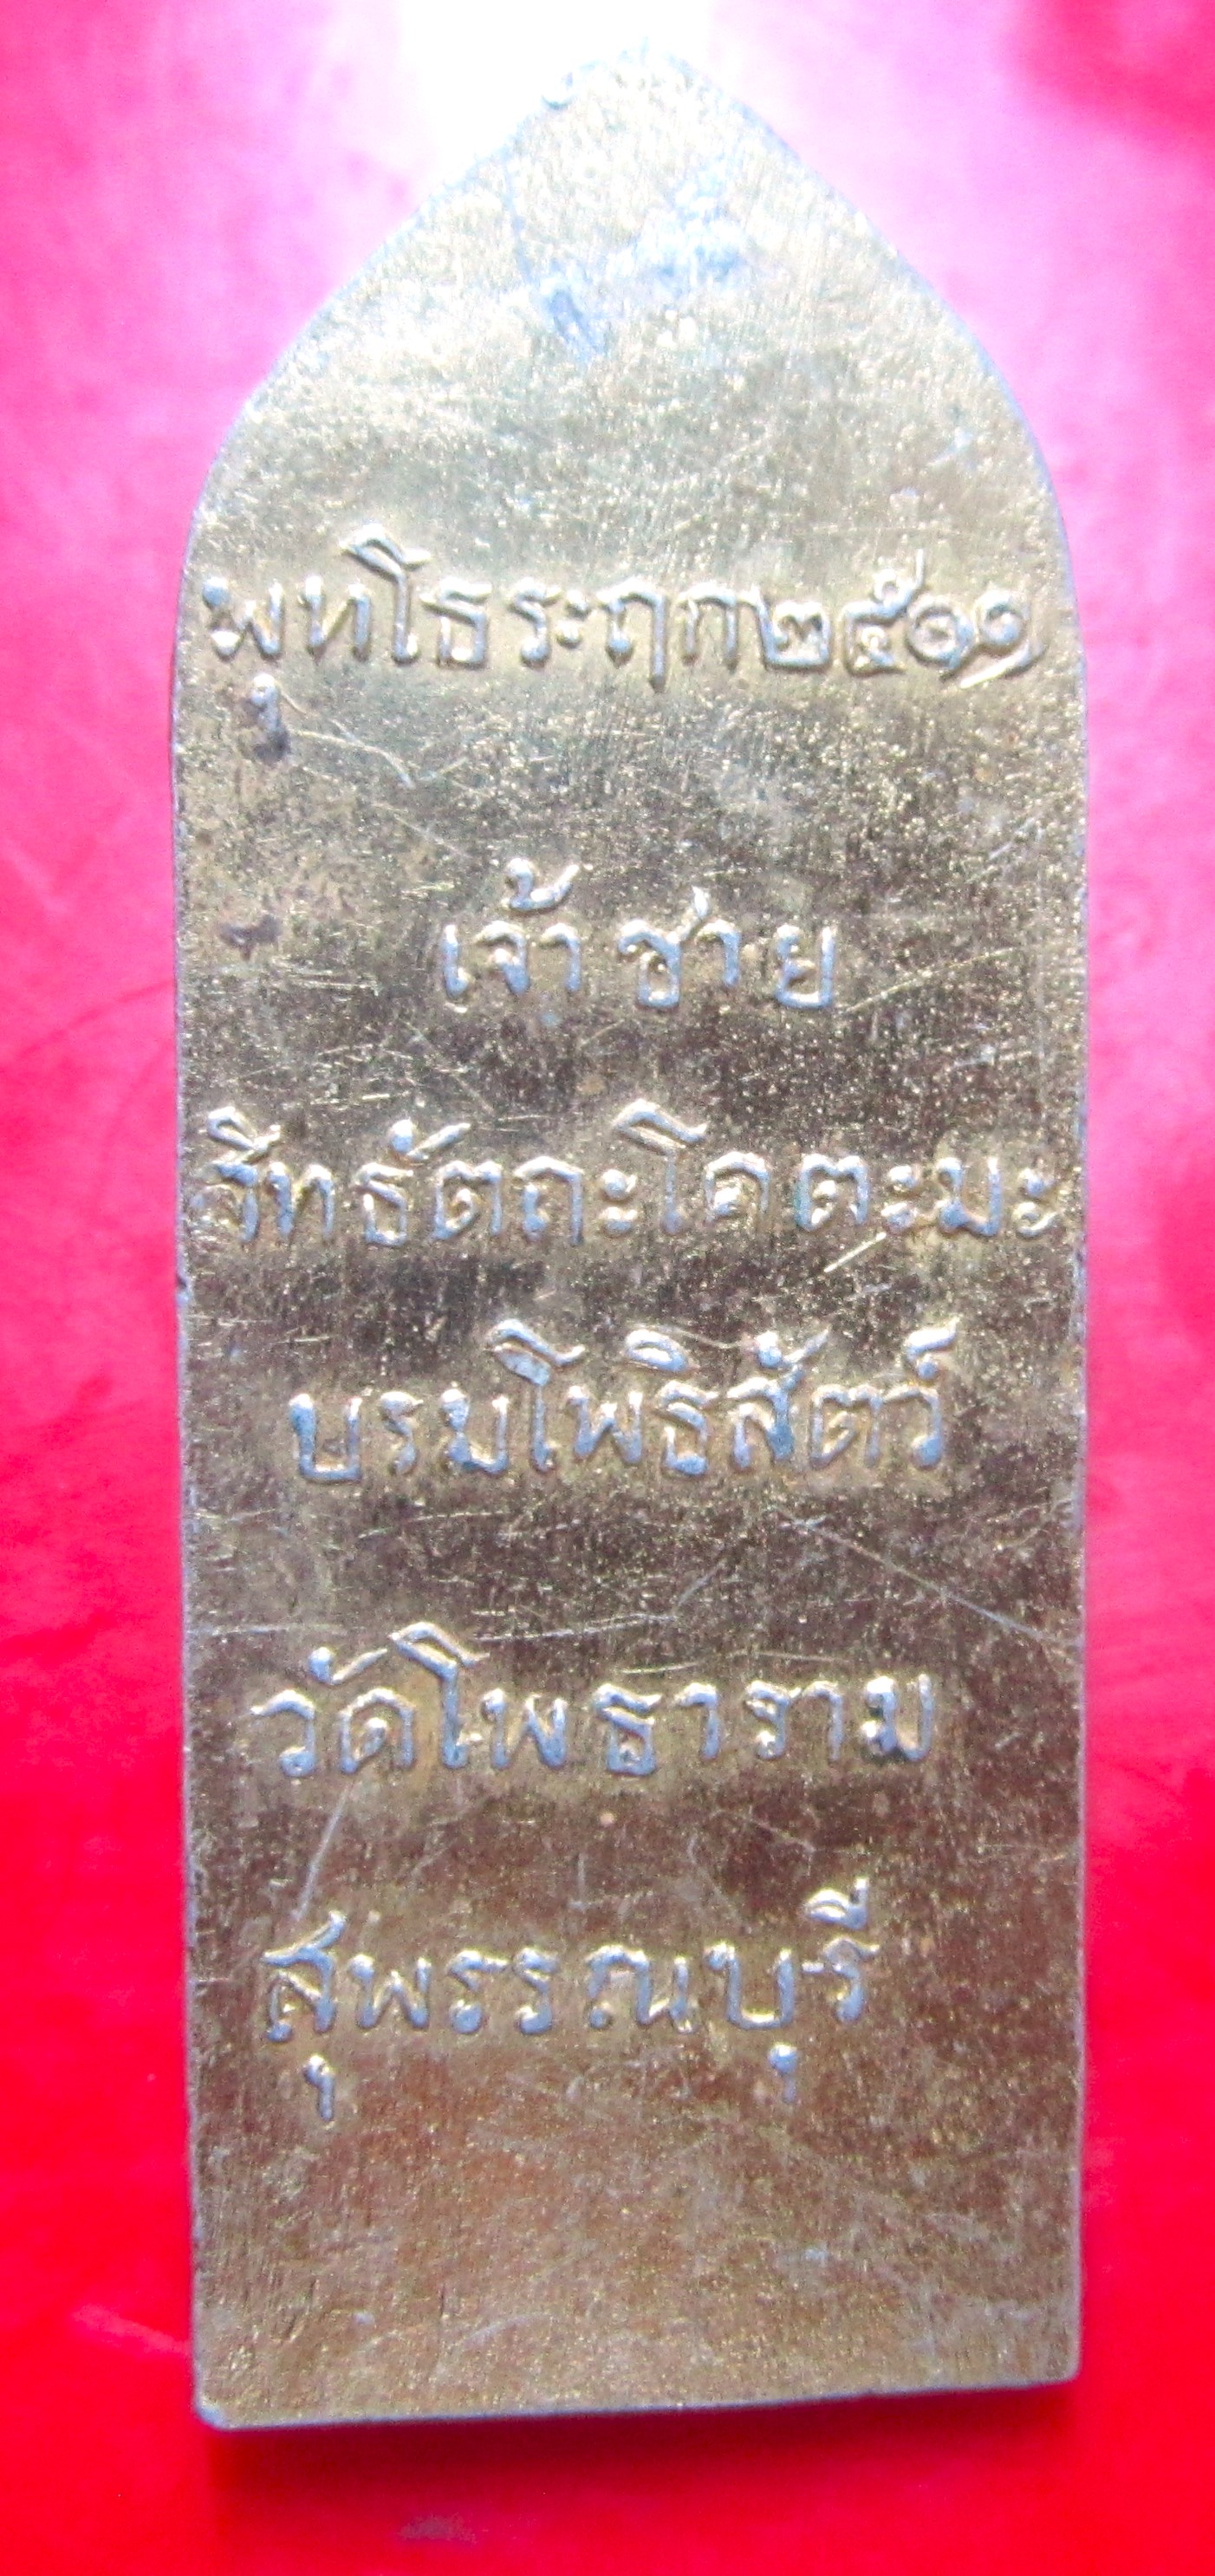 พุทโธระฤก๒๕๑๑
เจ้าชาย
สิทธัตถะโคตะมะ
บรมโพธิสัตว์
วัดโพธาราม
สุพรรณบุรี